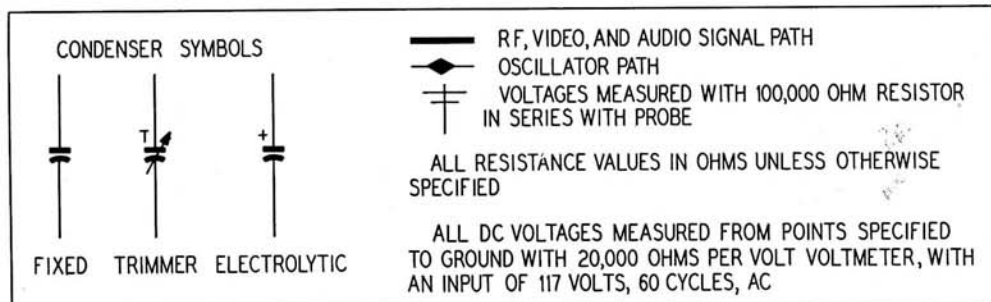 CONDENSER SYMBOLS
T
+
FIXED TRIMMER ELECTROLYTIC
RF, VIDEO, AND AUDIO SIGNAL PATH
OSCILLATOR PATH
VOLTAGES MEASURED WITH 100,000 OHM RESISTOR
IN SERIES WITH PROBE
ALL RESISTANCE VALUES IN OHMS UNLESS OTHERWISE
SPECIFIED
ALL DC VOLTAGES MEASURED FROM POINTS SPECIFIED
TO GROUND WITH 20,000 OHMS PER VOLT VOLTMETER, WITH
AN INPUT OF 117 VOLTS, 60 CYCLES, AC